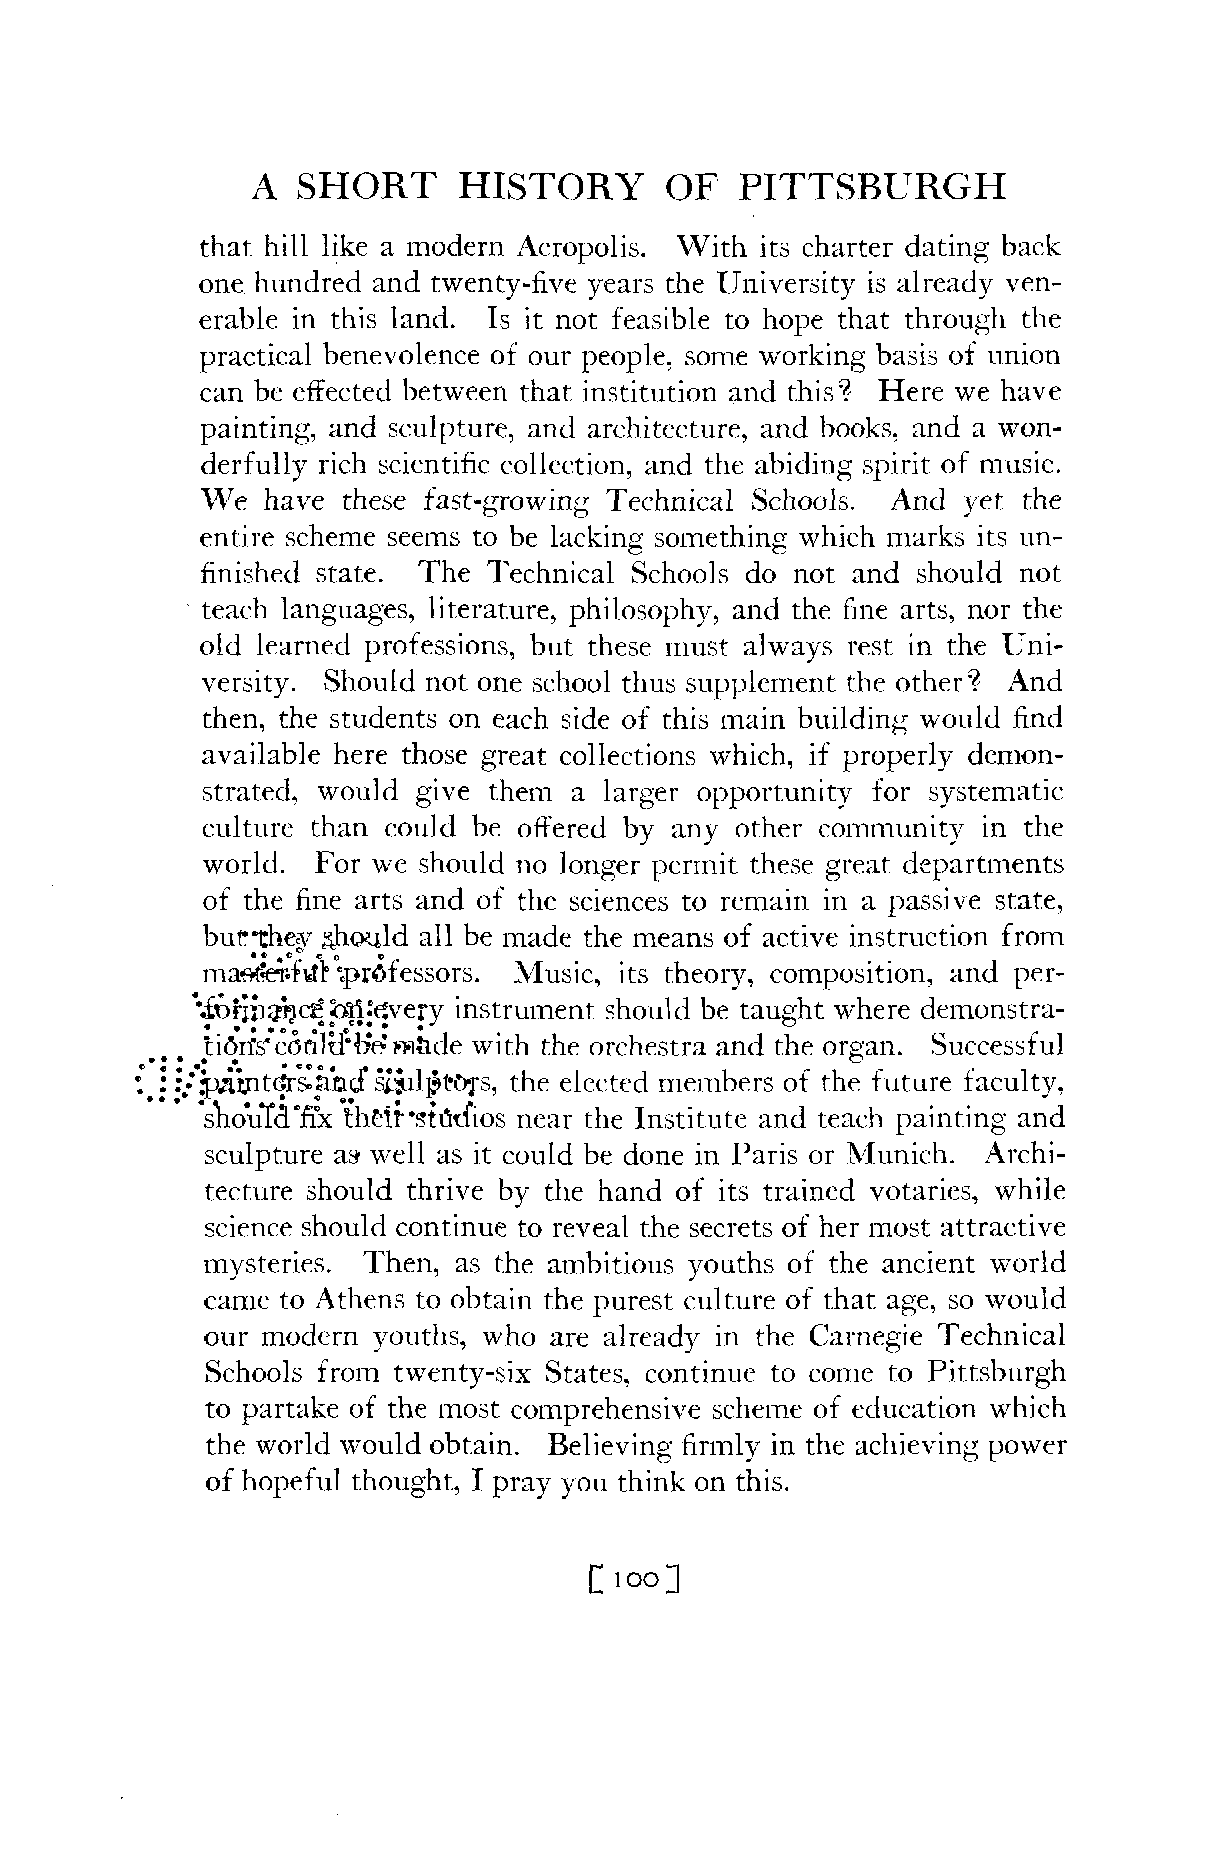 A SHORT HISTORY OF PITTSBURGH
that hill like a modern Acropolis. With its charter dating back
one hundred and twenty-five years the University is already ven-
erable in this land. Is it not feasible to hope that through the
practical benevolence of our people, some working basis of union
can be effected between that institution and this? Here we have
painting, and sculpture, and architecture, and books, and a won-
derfully rich scientific collection, and the abiding spirit of music.
We have these fast-growing Technical Schools. And yet the
entire scheme seems to be lacking something which marks its un-
finished state. The Technical Schools do not and should not
teach languages, literature, philosophy, and the fine arts, nor the
old learned professions, but these must always rest in the Uni-
versity. Should not one school thus supplement the other? And
then, the students on each side of this main building would find
available here those great collections which, if properly demon-
strated, would give them a larger opportunity for systematic
culture than could be offered by any other community in the
world. For we should no longer permit these great departments
of the fine arts and of the sciences to remain in a passive state,
but they should all be made the means of active instruction from
masterful professors. Music, its theory, composition, and per-
formance on every instrument should be taught where demonstra-
tions could be made with the orchestra and the organ. Successful
painters and sculptors, the elected members of the future faculty,
should fix their studios near the Institute and teach painting and
sculpture as well as it could be done in Paris or Munich. Archi-
tecture should thrive by the hand of its trained votaries, while
science should continue to reveal the secrets of her most attractive
mysteries. Then, as the ambitious youths of the ancient world
came to Athens to obtain the purest culture of that age, so would
our modern youths, who are already in the Carnegie Technical
Schools from twenty-six States, continue to come to Pittsburgh
to partake of the most comprehensive scheme of education which
the world would obtain. Believing firmly in the achieving power
of hopeful thought, I pray you think on this.
[ 100 ]